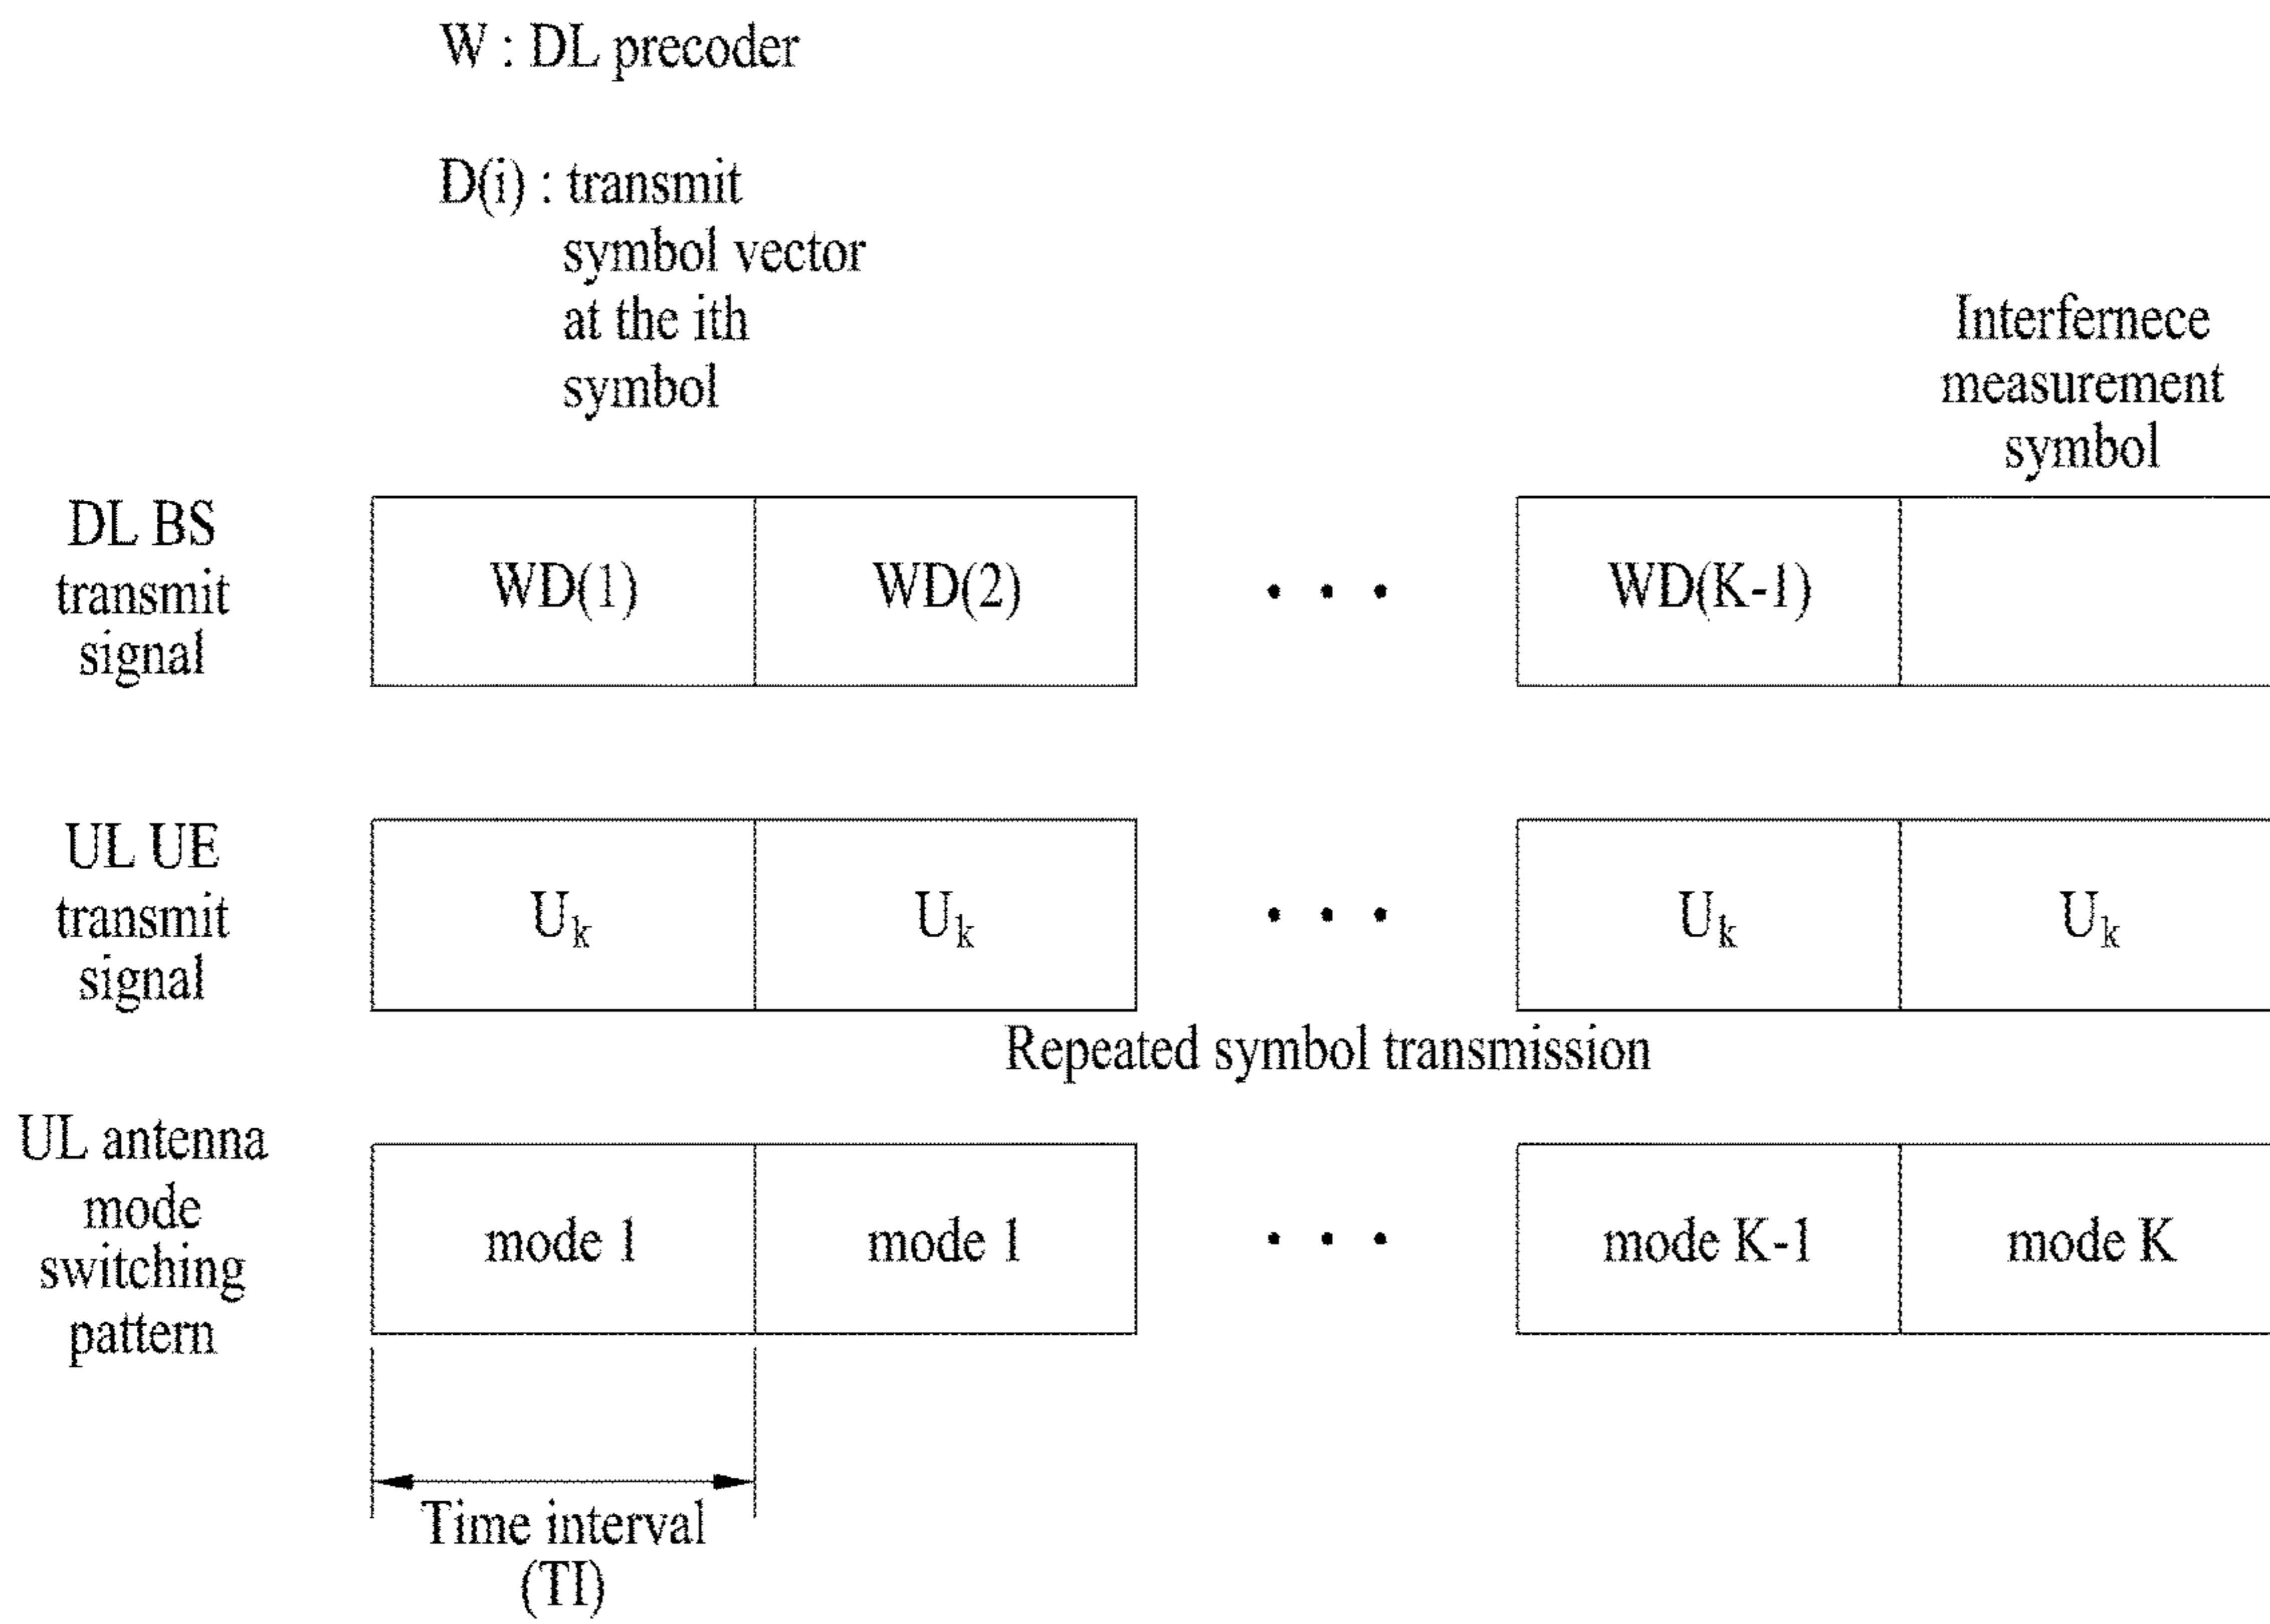 W : DL precoder
D(i) : transmit
symbol vector
at the ith
symbol
Interfernece
measurement
symbol
DL BS
transmit
signal
WD(1)
WD(2)
• • •
WD(K-1)
UL UE
transmit
signal
Uk
Uk
• • •
Uk
Uk
Repeated symbol transmission
UL antenna
mode
switching
pattern
mode 1
mode 1
• • •
mode K-1
mode K
Time interval
(TI)